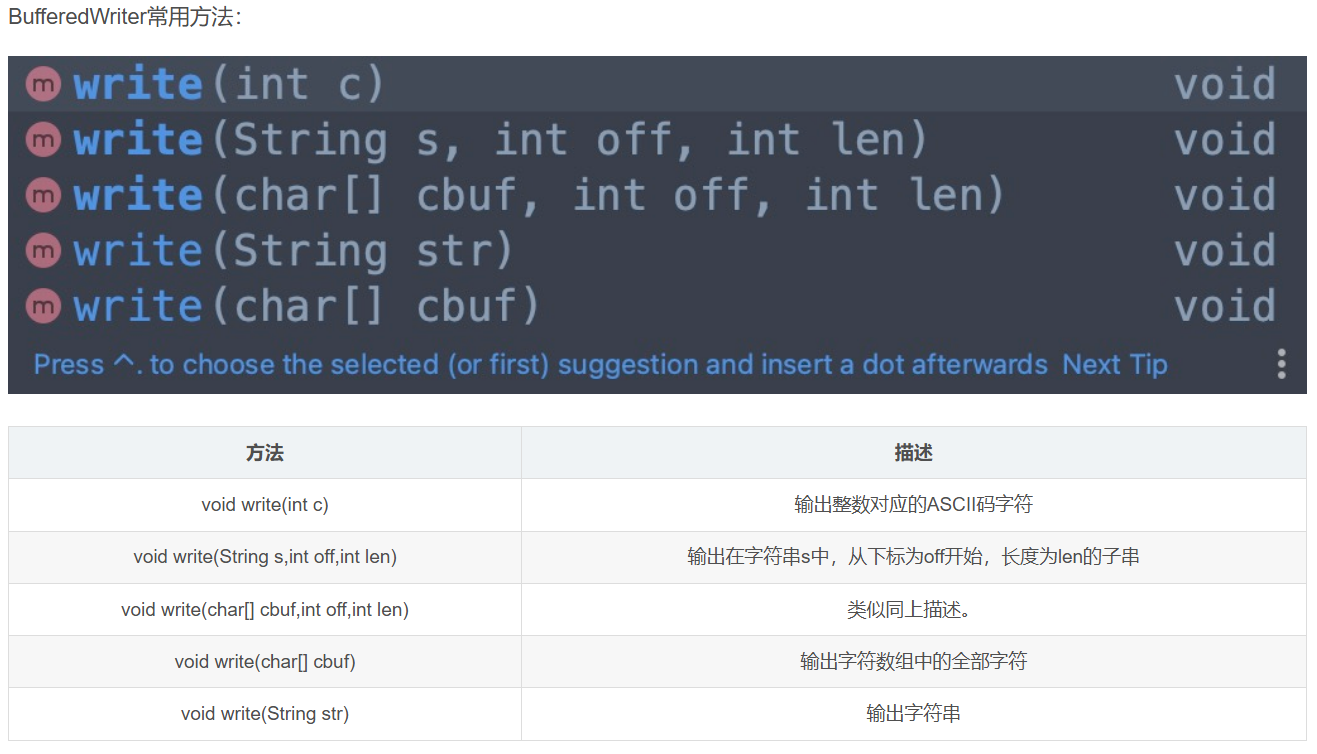 BufferedWriter常用方法：
m write(int c) void
m write(String s, int off, int len) void
m write(char[] cbuf, int off, int len) void
m write(String str) void
m write(char[] cbuf) void
Press ^. to choose the selected (or first) suggestion and insert a dot afterwards Next Tip
方法 描述
void write(int c) 输出整数对应的ASCII码字符
void write(String s,int off,int len) 输出在字符串s中，从下标为off开始，长度为len的子串
void write(char[] cbuf,int off,int len) 类似同上描述。
void write(char[] cbuf) 输出字符数组中的全部字符
void write(String str) 输出字符串